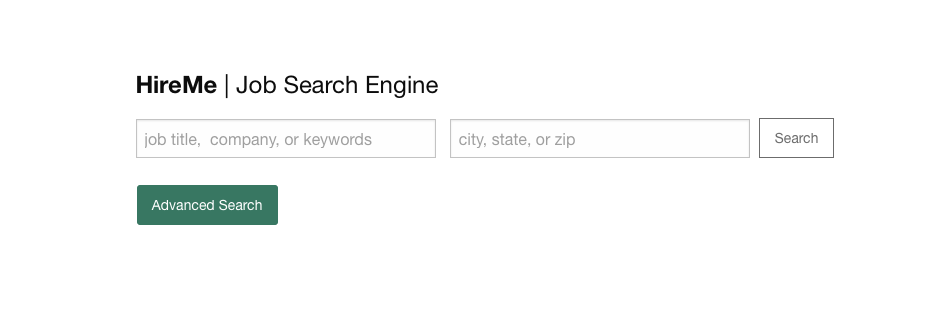 HireMe | Job Search Engine
job title,  company, or keywords
city, state, or zip
Search
Advanced Search